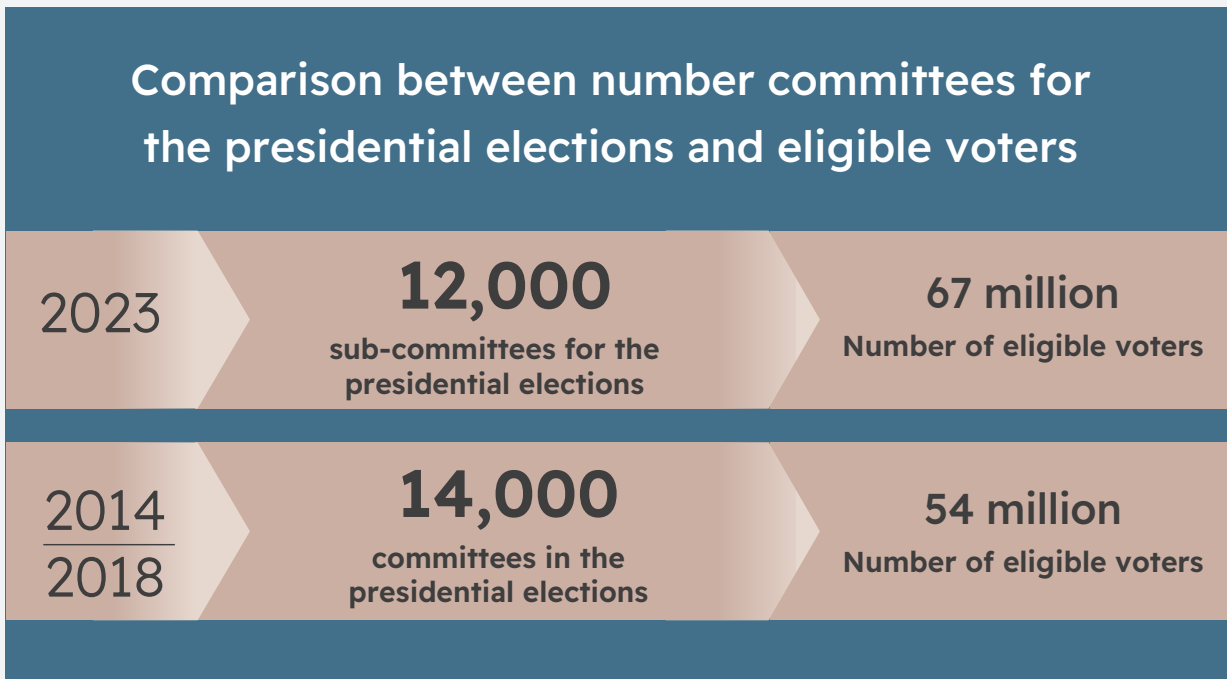 Comparison between number committees for
the presidential elections and eligible voters
2023
12,000
sub-committees for the
presidential elections
67 million
Number of eligible voters
2014
2018
14,000
committees in the
presidential elections
54 million
Number of eligible voters